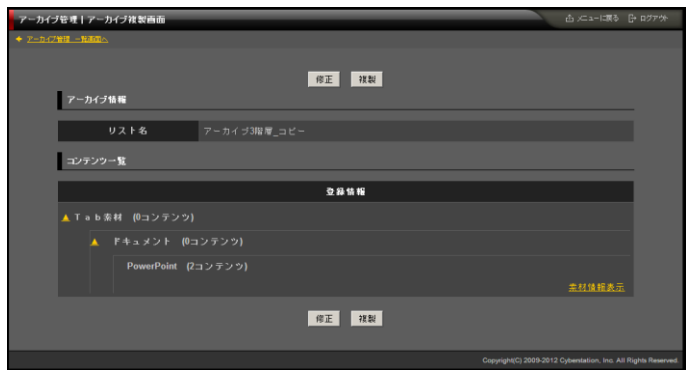 アーカイブ管理 | アーカイブ複製画面
メニューに戻る ログアウト
アーカイブ管理 一覧画面へ
修正 複製
アーカイブ情報
リスト名 アーカイブ3階層_コピー
コンテンツ一覧
登録情報
Tab素材 (0コンテンツ)
ドキュメント (0コンテンツ)
PowerPoint (2コンテンツ)
素材情報表示
修正 複製
Copyright(C) 2009-2012 Cyberstation, Inc. All Rights Reserved.